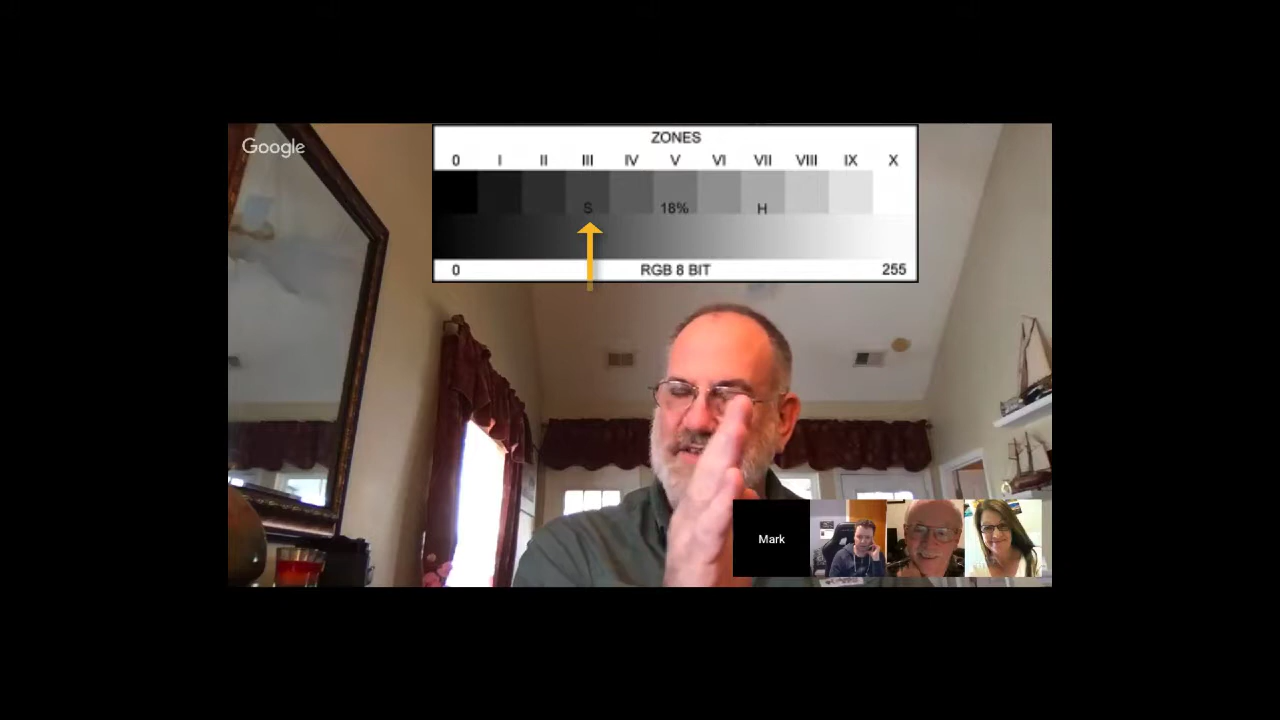 Google
ZONES
0 I II III IV V VI VII VIII IX X
S 18% H
0 RGB 8 BIT 255
Mark